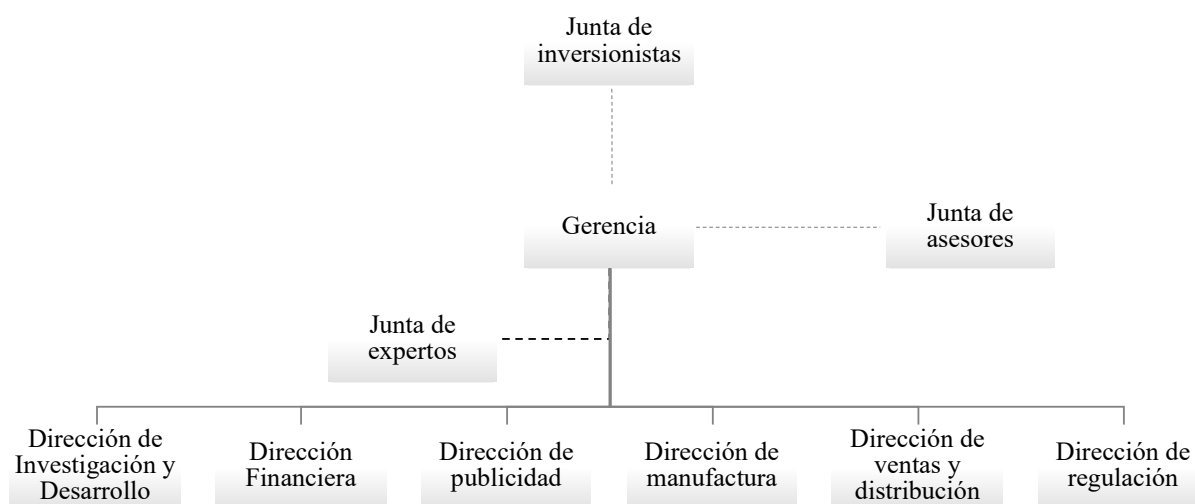 Junta de
inversionistas
Gerencia
Junta de
asesores
Junta de
expertos
Dirección de
Investigación y
Desarrollo
Dirección
Financiera
Dirección de
publicidad
Dirección de
manufactura
Dirección de
ventas y
distribución
Dirección de
regulación